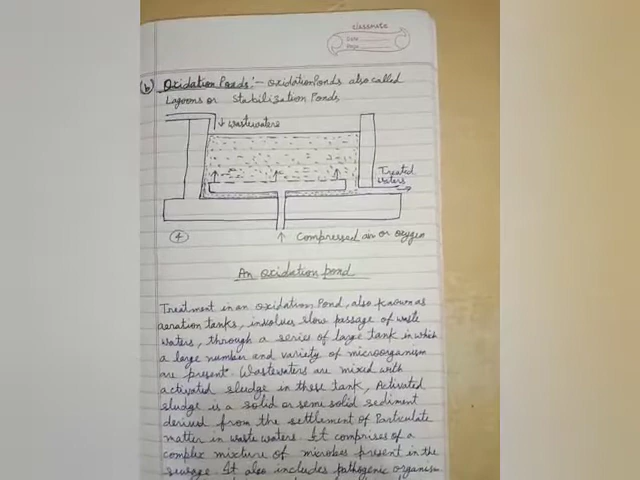 classmate
Date
Page
(b) Oxidation Ponds :- Oxidation Ponds also called
Lagoons or Stabilization Ponds,
↓ wastewaters
Treated
waters
(4) ↑ Compressed air or oxygen
An oxidation pond
Treatment in an oxidation Pond, also known as
aeration tanks, involves slow passage of waste
waters, through a series of large tank in which
a large number and variety of microorganism
are present. Wastewaters are mixed with
activated sludge in these tank, Activated
sludge is a solid or semi solid sediment
derived from the settlement of Particulate
matter in waste waters. It comprises of a
complex mixture of microbes present in the
sewage. It also includes pathogenic organism